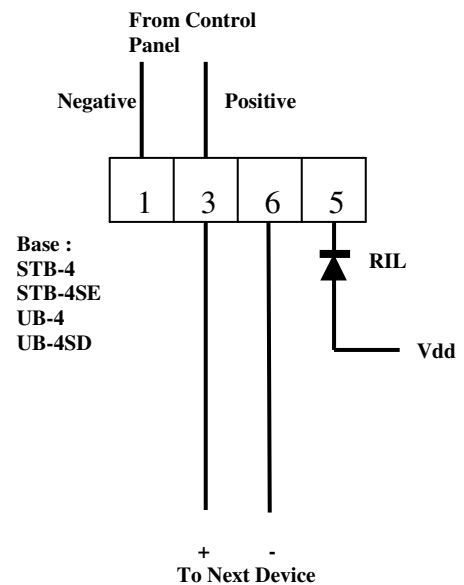 From Control
Panel
Negative
Positive
1
3
6
5
Base :
STB-4
STB-4SE
UB-4
UB-4SD
RIL
Vdd
+
-
To Next Device